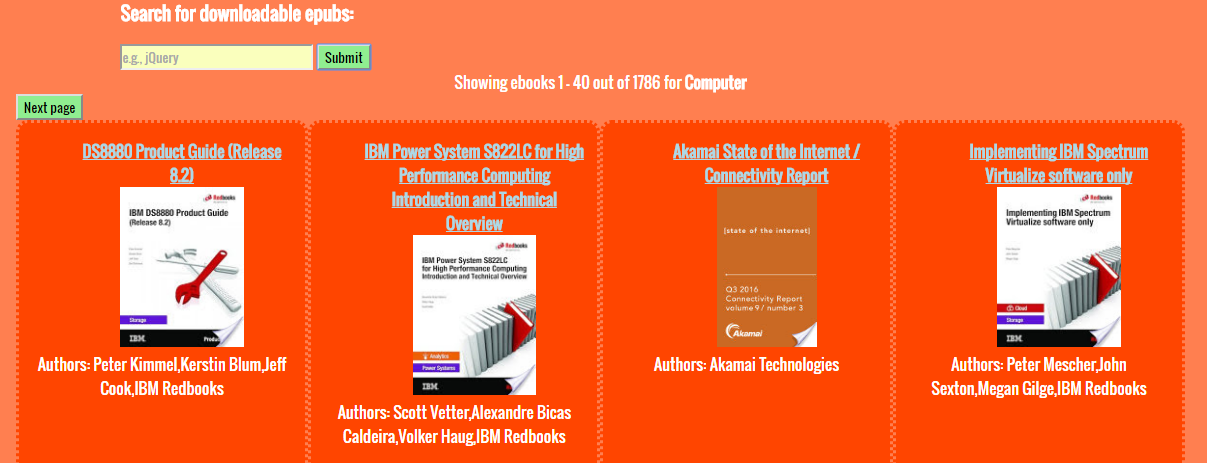 Search for downloadable epubs:
e.g., jQuery
Submit
Showing ebooks 1 - 40 out of 1786 for Computer
Next page
DS8880 Product Guide (Release
8.2)
Redbooks
IBM DS8880 Product Guide
(Release 8.2)
Storage
IBM
Authors: Peter Kimmel,Kerstin Blum,Jeff
Cook,IBM Redbooks
IBM Power System S822LC for High
Performance Computing
Introduction and Technical
Overview
Redbooks
IBM Power System S822LC
for High Performance Computing
Introduction and Technical Overview
Analytics
Power Systems
IBM
Authors: Scott Vetter,Alexandre Bicas
Caldeira,Volker Haug,IBM Redbooks
Akamai State of the Internet /
Connectivity Report
[state of the internet]
Q3 2016
Connectivity Report
volume 9 / number 3
Akamai
Authors: Akamai Technologies
Implementing IBM Spectrum
Virtualize software only
Redbooks
Implementing IBM Spectrum
Virtualize software only
Cloud
Storage
IBM
Authors: Peter Mescher,John
Sexton,Megan Gilge,IBM Redbooks